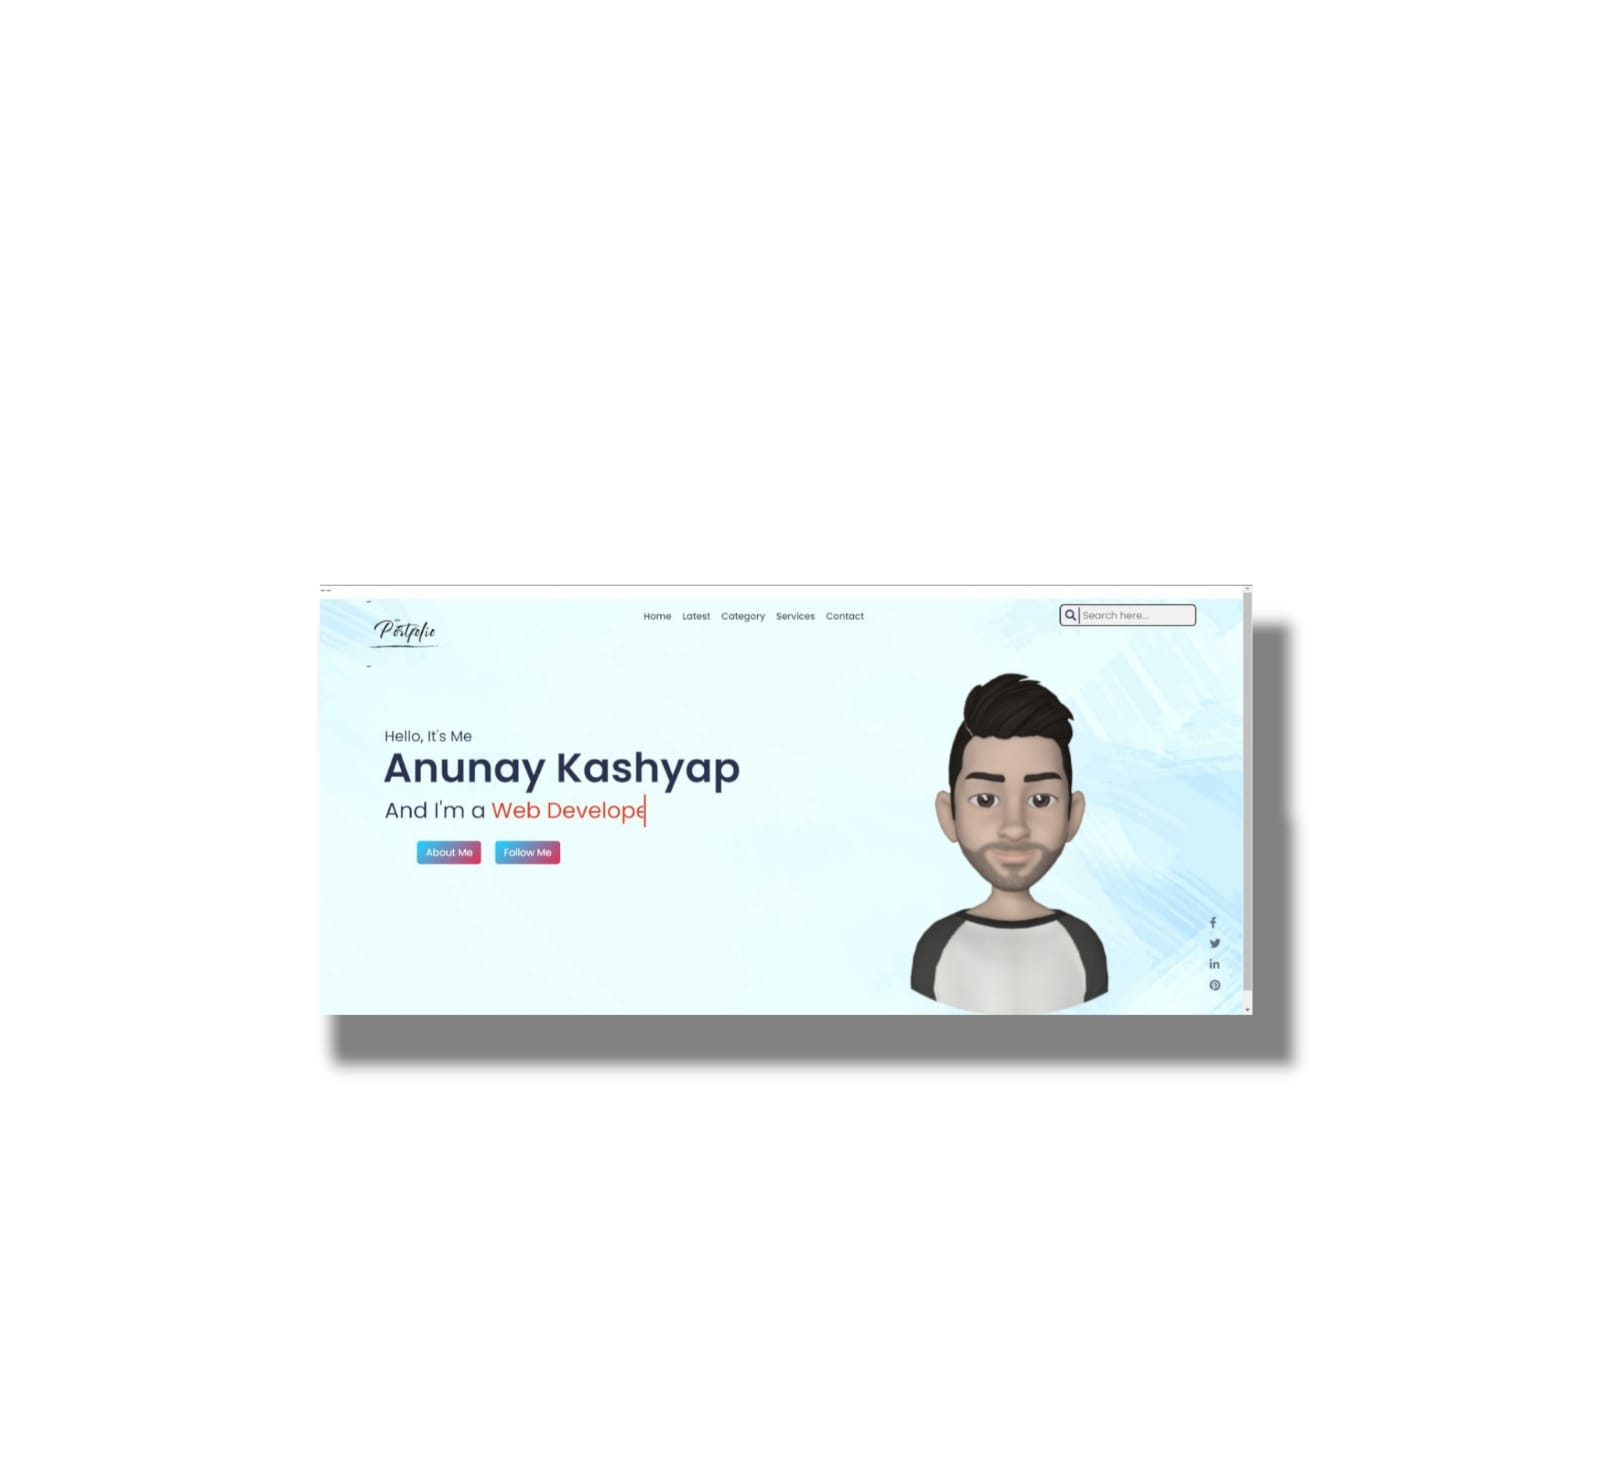 Portfolio
Home Latest Category Services Contact
Search here...
Hello, It's Me
Anunay Kashyap
And I'm a Web Develope
About Me Follow Me